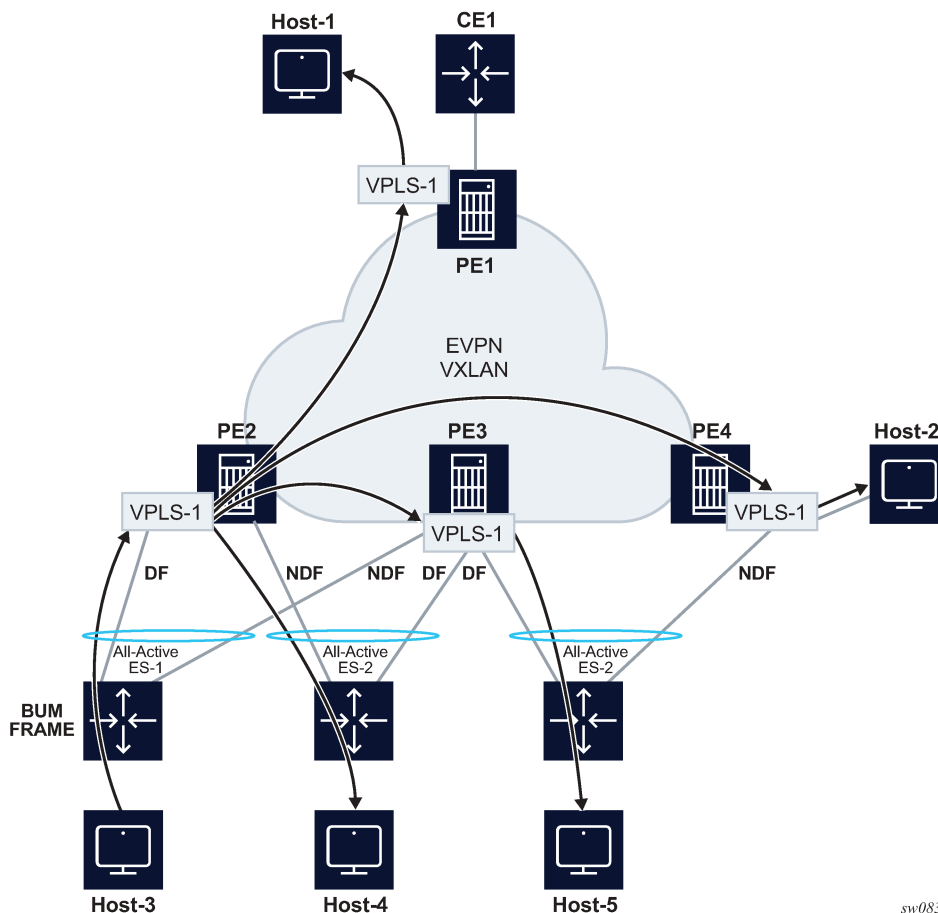 Host-1
CE1
VPLS-1
PE1
EVPN
VXLAN
PE2
PE3
PE4
Host-2
VPLS-1
VPLS-1
VPLS-1
DF
NDF
NDF
DF
DF
NDF
All-Active
ES-1
All-Active
ES-2
All-Active
ES-2
BUM
FRAME
Host-3
Host-4
Host-5